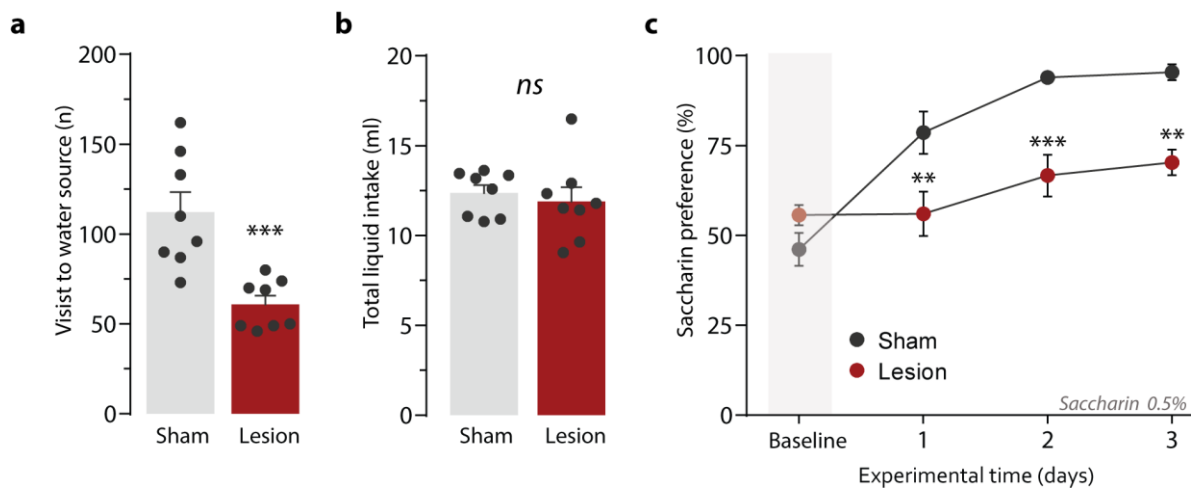 a
Visist to water source (n)
200
150
100
50
0
***
Sham
Lesion
b
Total liquid intake (ml)
20
15
10
5
0
ns
Sham
Lesion
c
Saccharin preference (%)
100
75
50
25
0
**
***
**
Sham
Lesion
Saccharin 0.5%
Baseline
1
2
3
Experimental time (days)